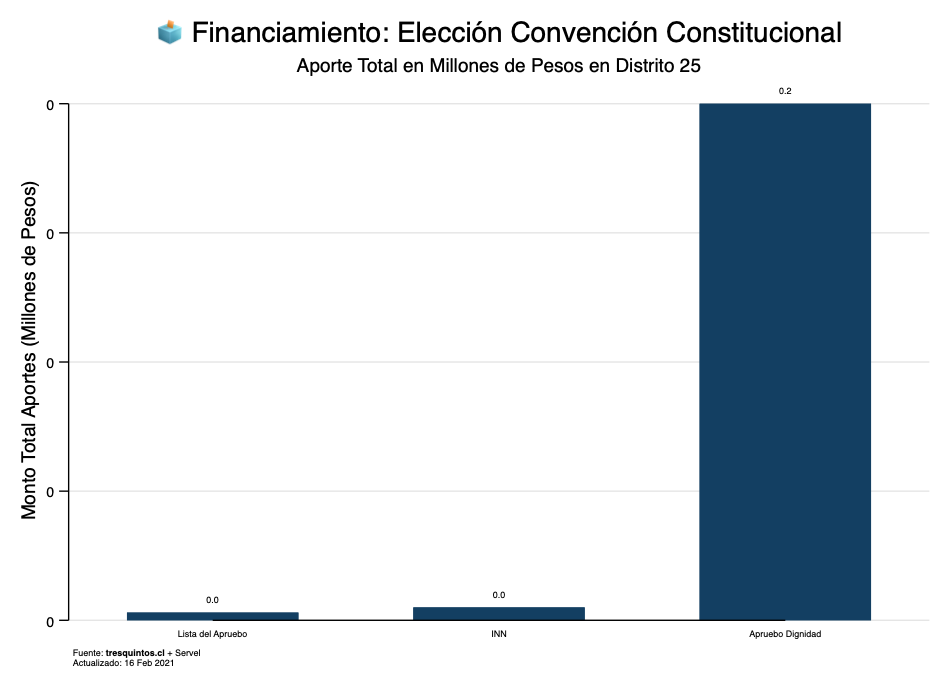 🗳️ Financiamiento: Elección Convención Constitucional
Aporte Total en Millones de Pesos en Distrito 25
Monto Total Aportes (Millones de Pesos)
0
0
0
0
0
0.0
0.0
0.2
Lista del Apruebo
INN
Apruebo Dignidad
Fuente: tresquintos.cl + Servel
Actualizado: 16 Feb 2021